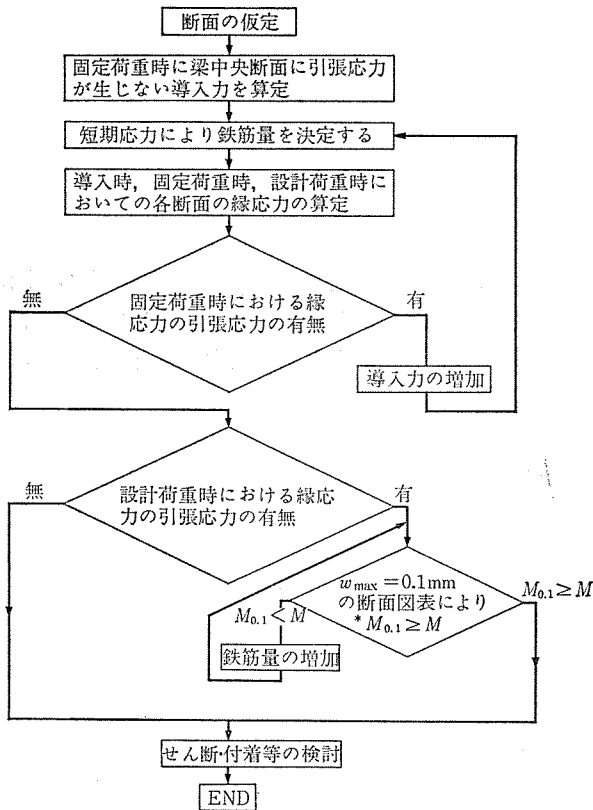 断面の仮定
固定荷重時に梁中央断面に引張応力
が生じない導入力を算定
短期応力により鉄筋量を決定する
導入時，固定荷重時，設計荷重時に
おいての各断面の縁応力の算定
無
有
固定荷重時における縁
応力の引張応力の有無
導入力の増加
無
有
設計荷重時における縁応
力の引張応力の有無
wmax＝0.1mm
の断面図表により
*M0.1≧M
M0.1≧M
M0.1＜M
鉄筋量の増加
せん断・付着等の検討
END